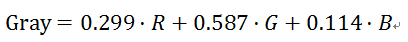 Gray = 0.299 · R + 0.587 · G + 0.114 · B↵